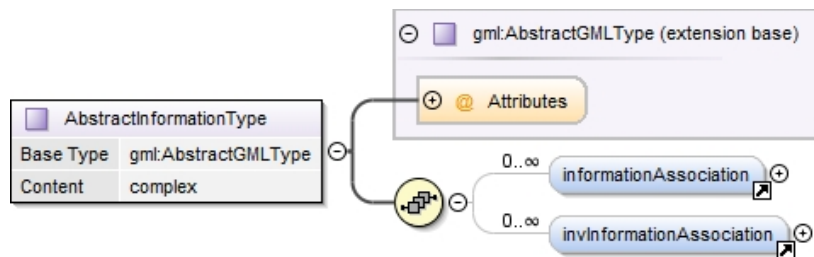 gml:AbstractGMLType (extension base)
@ Attributes
AbstractInformationType
Base Type gml:AbstractGMLType
Content complex
0..∞
informationAssociation
0..∞
invInformationAssociation